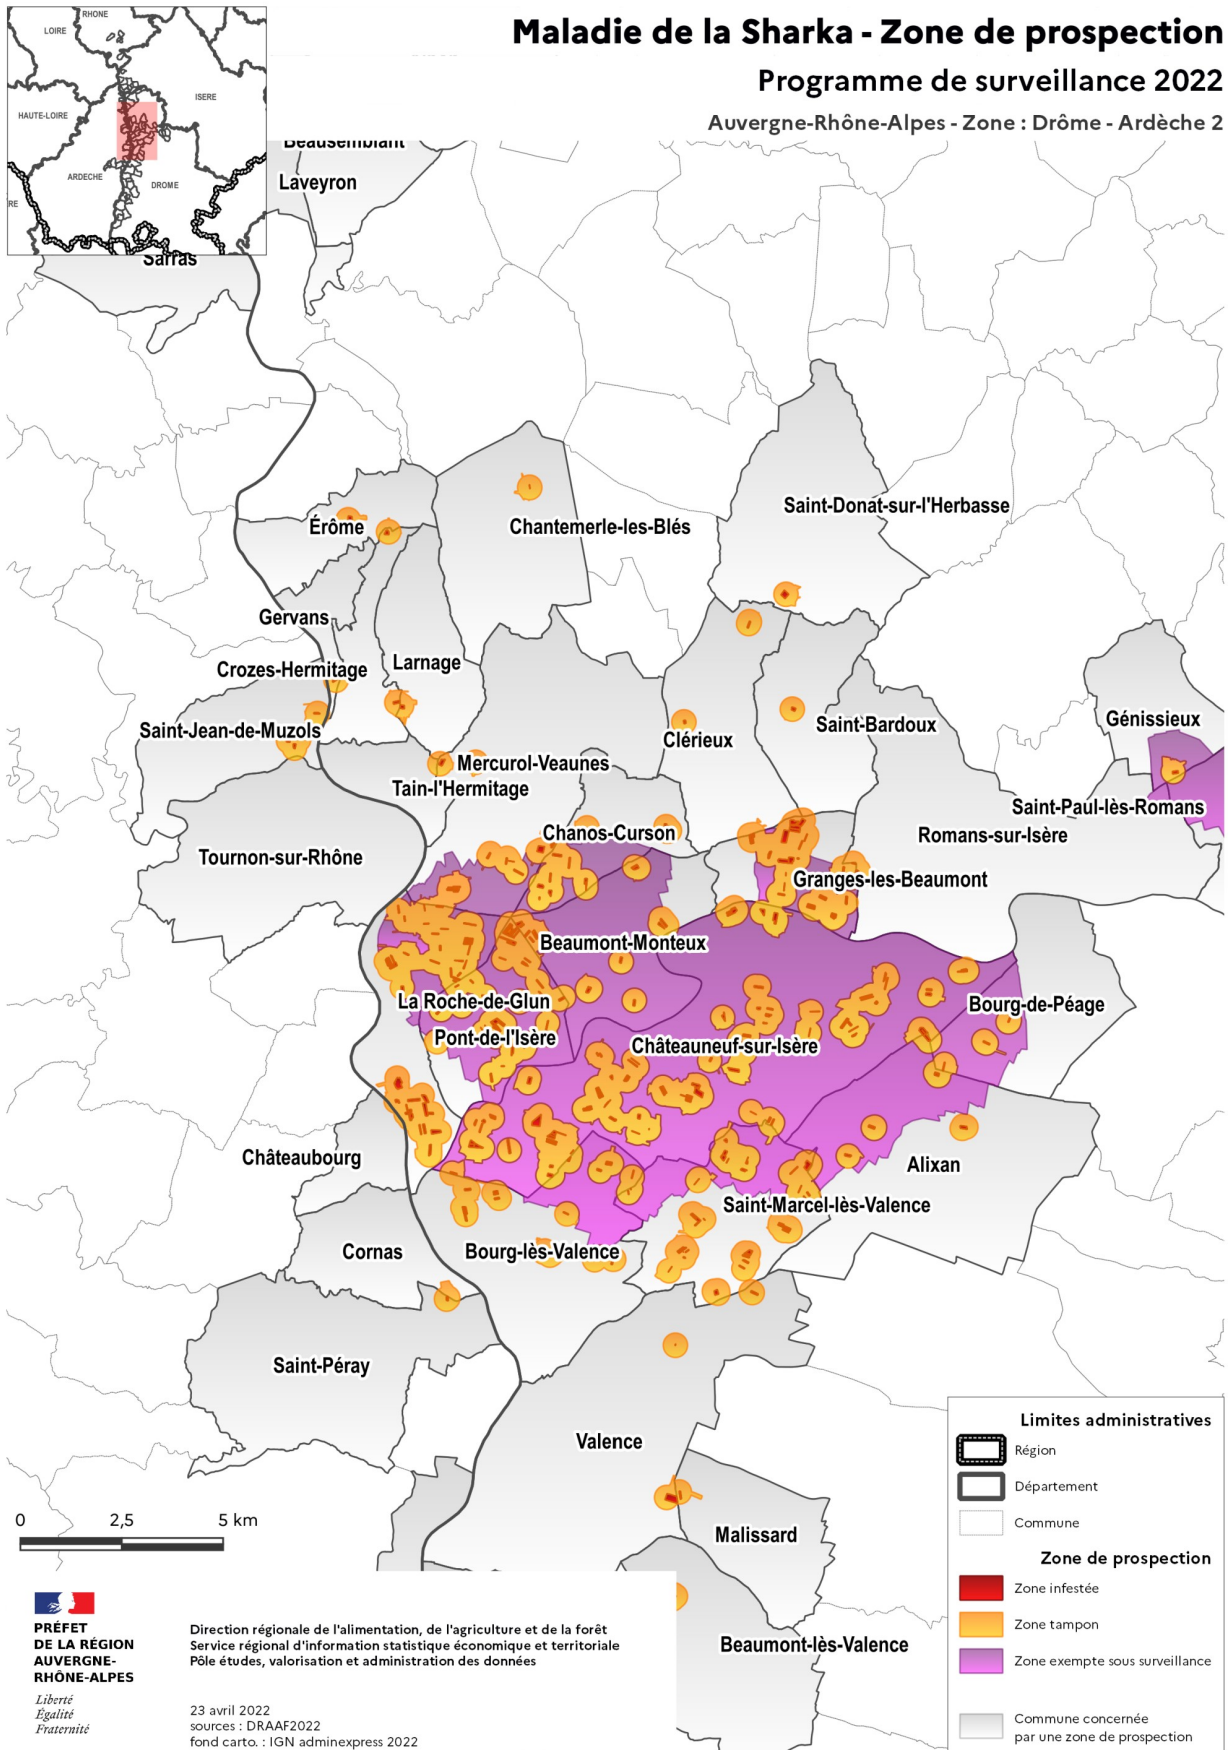 Maladie de la Sharka - Zone de prospection
Programme de surveillance 2022
Auvergne-Rhône-Alpes - Zone : Drôme - Ardèche 2
RHONE
LOIRE
ISERE
HAUTE-LOIRE
ARDECHE
DROME
RE
Beausemblant
Laveyron
Sarras
Saint-Donat-sur-l'Herbasse
Érôme
Chantemerle-les-Blés
Gervans
Crozes-Hermitage
Larnage
Saint-Jean-de-Muzols
Clérieux
Saint-Bardoux
Génissieux
Mercurol-Veaunes
Tain-l'Hermitage
Saint-Paul-lès-Romans
Chanos-Curson
Romans-sur-Isère
Tournon-sur-Rhône
Granges-les-Beaumont
Beaumont-Monteux
La Roche-de-Glun
Bourg-de-Péage
Pont-de-l'Isère
Châteauneuf-sur-Isère
Châteaubourg
Alixan
Saint-Marcel-lès-Valence
Cornas
Bourg-lès-Valence
Saint-Péray
Valence
Malissard
Beaumont-lès-Valence
0 2,5 5 km
Limites administratives
Région
Département
Commune
Zone de prospection
Zone infestée
Zone tampon
Zone exempte sous surveillance
Commune concernée
par une zone de prospection
PRÉFET
DE LA RÉGION
AUVERGNE-
RHÔNE-ALPES
Liberté
Égalité
Fraternité
Direction régionale de l'alimentation, de l'agriculture et de la forêt
Service régional d'information statistique économique et territoriale
Pôle études, valorisation et administration des données
23 avril 2022
sources : DRAAF2022
fond carto. : IGN adminexpress 2022